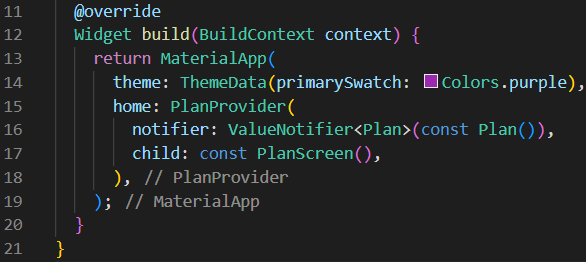 11 @override
12 Widget build(BuildContext context) {
13 return MaterialApp(
14 theme: ThemeData(primarySwatch: Colors.purple),
15 home: PlanProvider(
16 notifier: ValueNotifier<Plan>(const Plan()),
17 child: const PlanScreen(),
18 ), // PlanProvider
19 ); // MaterialApp
20 }
21 }